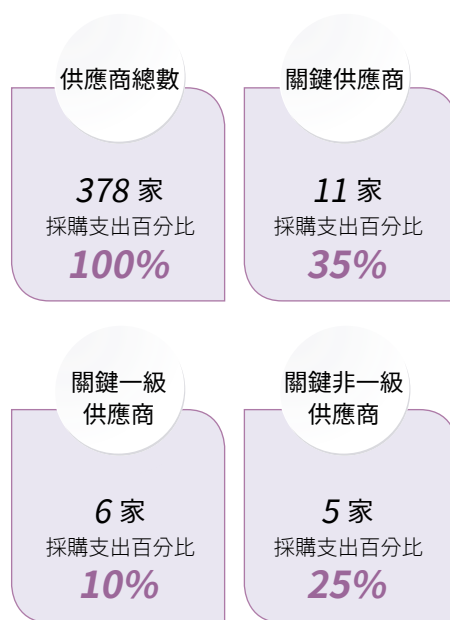 供應商總數
378 家
採購支出百分比
100%
關鍵供應商
11 家
採購支出百分比
35%
關鍵一級
供應商
6 家
採購支出百分比
10%
關鍵非一級
供應商
5 家
採購支出百分比
25%